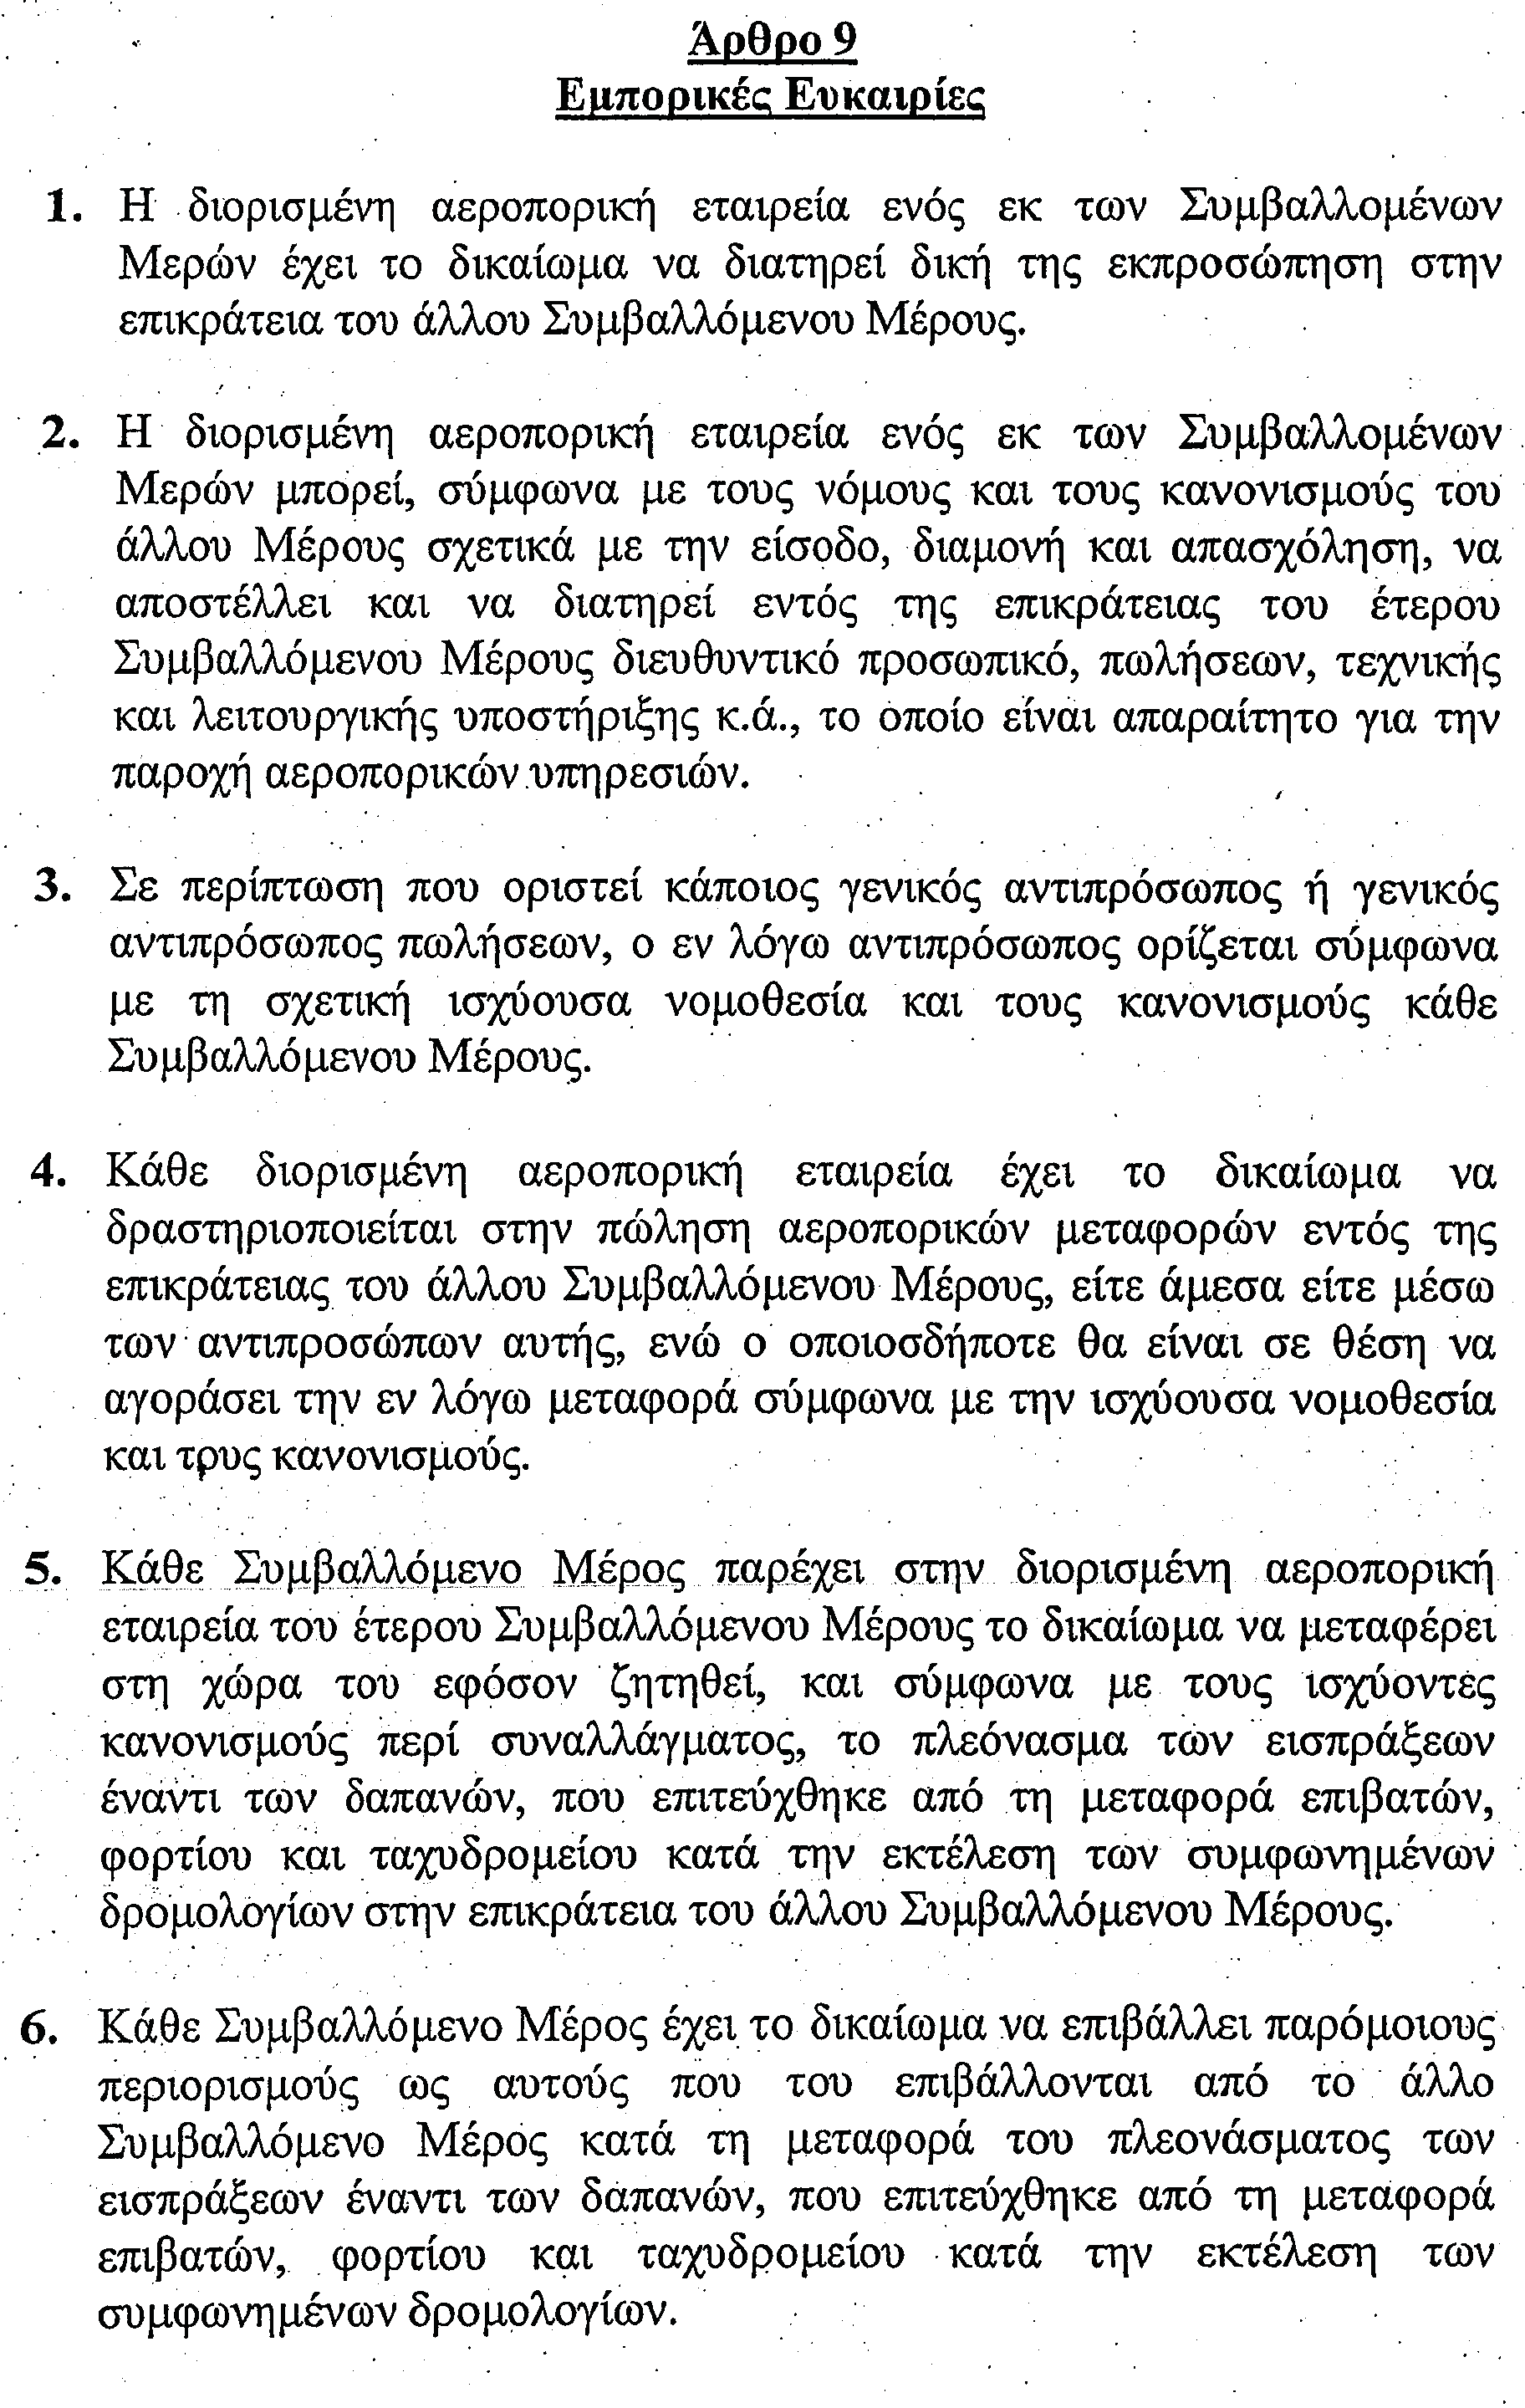 Άρθρο 9
Εμπορικές Ευκαιρίες
1. Η διορισμένη αεροπορική εταιρεία ενός εκ των Συμβαλλομένων
Μερών έχει το δικαίωμα να διατηρεί δική της εκπροσώπηση στην
επικράτεια του άλλου Συμβαλλόμενου Μέρους.
2. Η διορισμένη αεροπορική εταιρεία ενός εκ των Συμβαλλομένων
Μερών μπορεί, σύμφωνα με τους νόμους και τους κανονισμούς του
άλλου Μέρους σχετικά με την είσοδο, διαμονή και απασχόληση, να
αποστέλλει και να διατηρεί εντός της επικράτειας του έτερου
Συμβαλλόμενου Μέρους διευθυντικό προσωπικό, πωλήσεων, τεχνικής
και λειτουργικής υποστήριξης κ.ά., το οποίο είναι απαραίτητο για την
παροχή αεροπορικών υπηρεσιών.
3. Σε περίπτωση που οριστεί κάποιος γενικός αντιπρόσωπος ή γενικός
αντιπρόσωπος πωλήσεων, ο εν λόγω αντιπρόσωπος ορίζεται σύμφωνα
με τη σχετική ισχύουσα νομοθεσία και τους κανονισμούς κάθε
Συμβαλλόμενου Μέρους.
4. Κάθε διορισμένη αεροπορική εταιρεία έχει το δικαίωμα να
δραστηριοποιείται στην πώληση αεροπορικών μεταφορών εντός της
επικράτειας του άλλου Συμβαλλόμενου Μέρους, είτε άμεσα είτε μέσω
των αντιπροσώπων αυτής, ενώ ο οποιοσδήποτε θα είναι σε θέση να
αγοράσει την εν λόγω μεταφορά σύμφωνα με την ισχύουσα νομοθεσία
και τους κανονισμούς.
5. Κάθε Συμβαλλόμενο Μέρος παρέχει στην διορισμένη αεροπορική
εταιρεία του έτερου Συμβαλλόμενου Μέρους το δικαίωμα να μεταφέρει
στη χώρα του εφόσον ζητηθεί, και σύμφωνα με τους ισχύοντες
κανονισμούς περί συναλλάγματος, το πλεόνασμα των εισπράξεων
έναντι των δαπανών, που επιτεύχθηκε από τη μεταφορά επιβατών,
φορτίου και ταχυδρομείου κατά την εκτέλεση των συμφωνημένων
δρομολογίων στην επικράτεια του άλλου Συμβαλλόμενου Μέρους.
6. Κάθε Συμβαλλόμενο Μέρος έχει το δικαίωμα να επιβάλλει παρόμοιους
περιορισμούς ως αυτούς που του επιβάλλονται από το άλλο
Συμβαλλόμενο Μέρος κατά τη μεταφορά του πλεονάσματος των
εισπράξεων έναντι των δαπανών, που επιτεύχθηκε από τη μεταφορά
επιβατών, φορτίου και ταχυδρομείου κατά την εκτέλεση των
συμφωνημένων δρομολογίων.